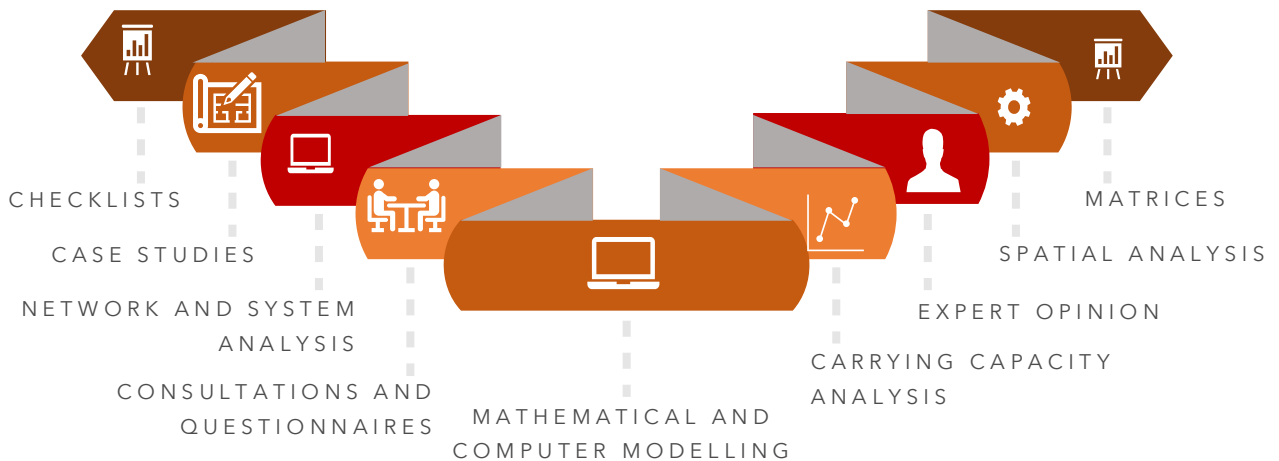 CHECKLISTS
CASE STUDIES
NETWORK AND SYSTEM
ANALYSIS
CONSULTATIONS AND
QUESTIONNAIRES
MATHEMATICAL AND
COMPUTER MODELLING
CARRYING CAPACITY
ANALYSIS
EXPERT OPINION
SPATIAL ANALYSIS
MATRICES